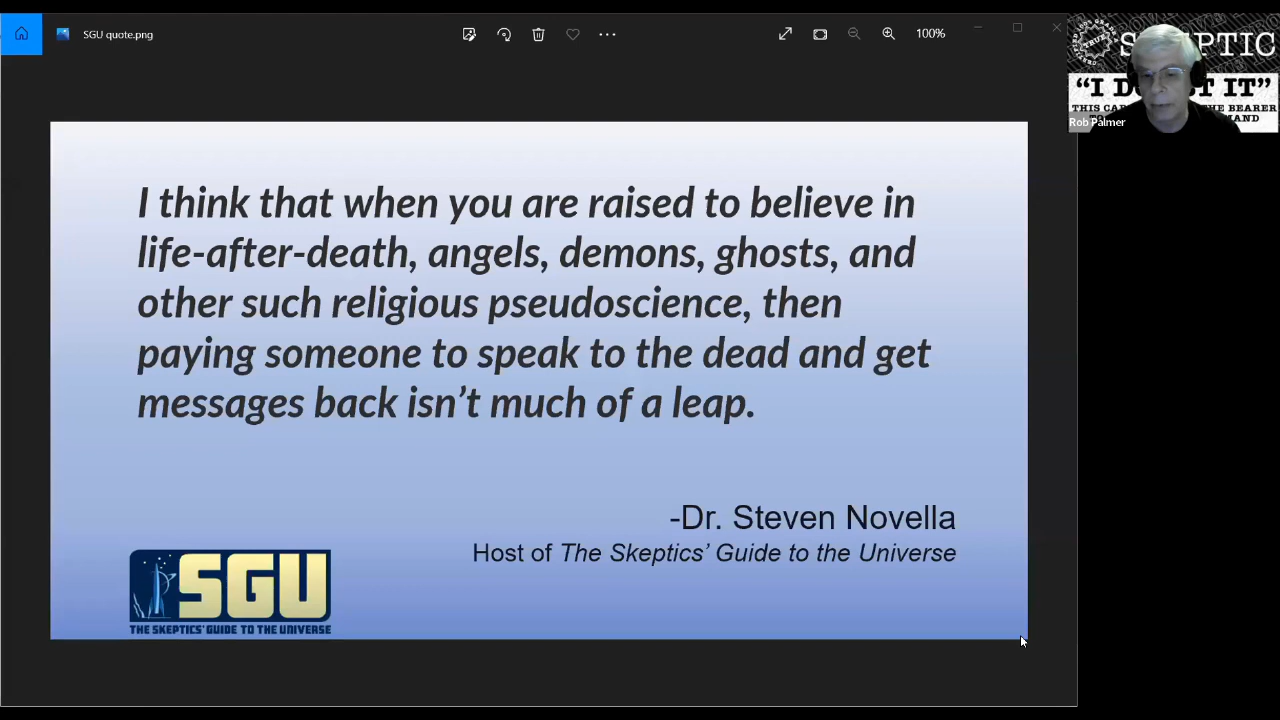 SGU quote.png
100%
SKEPTIC
TRUE
Rob Palmer
I think that when you are raised to believe in
life-after-death, angels, demons, ghosts, and
other such religious pseudoscience, then
paying someone to speak to the dead and get
messages back isn’t much of a leap.
-Dr. Steven Novella
Host of The Skeptics’ Guide to the Universe
SGU
THE SKEPTICS' GUIDE TO THE UNIVERSE